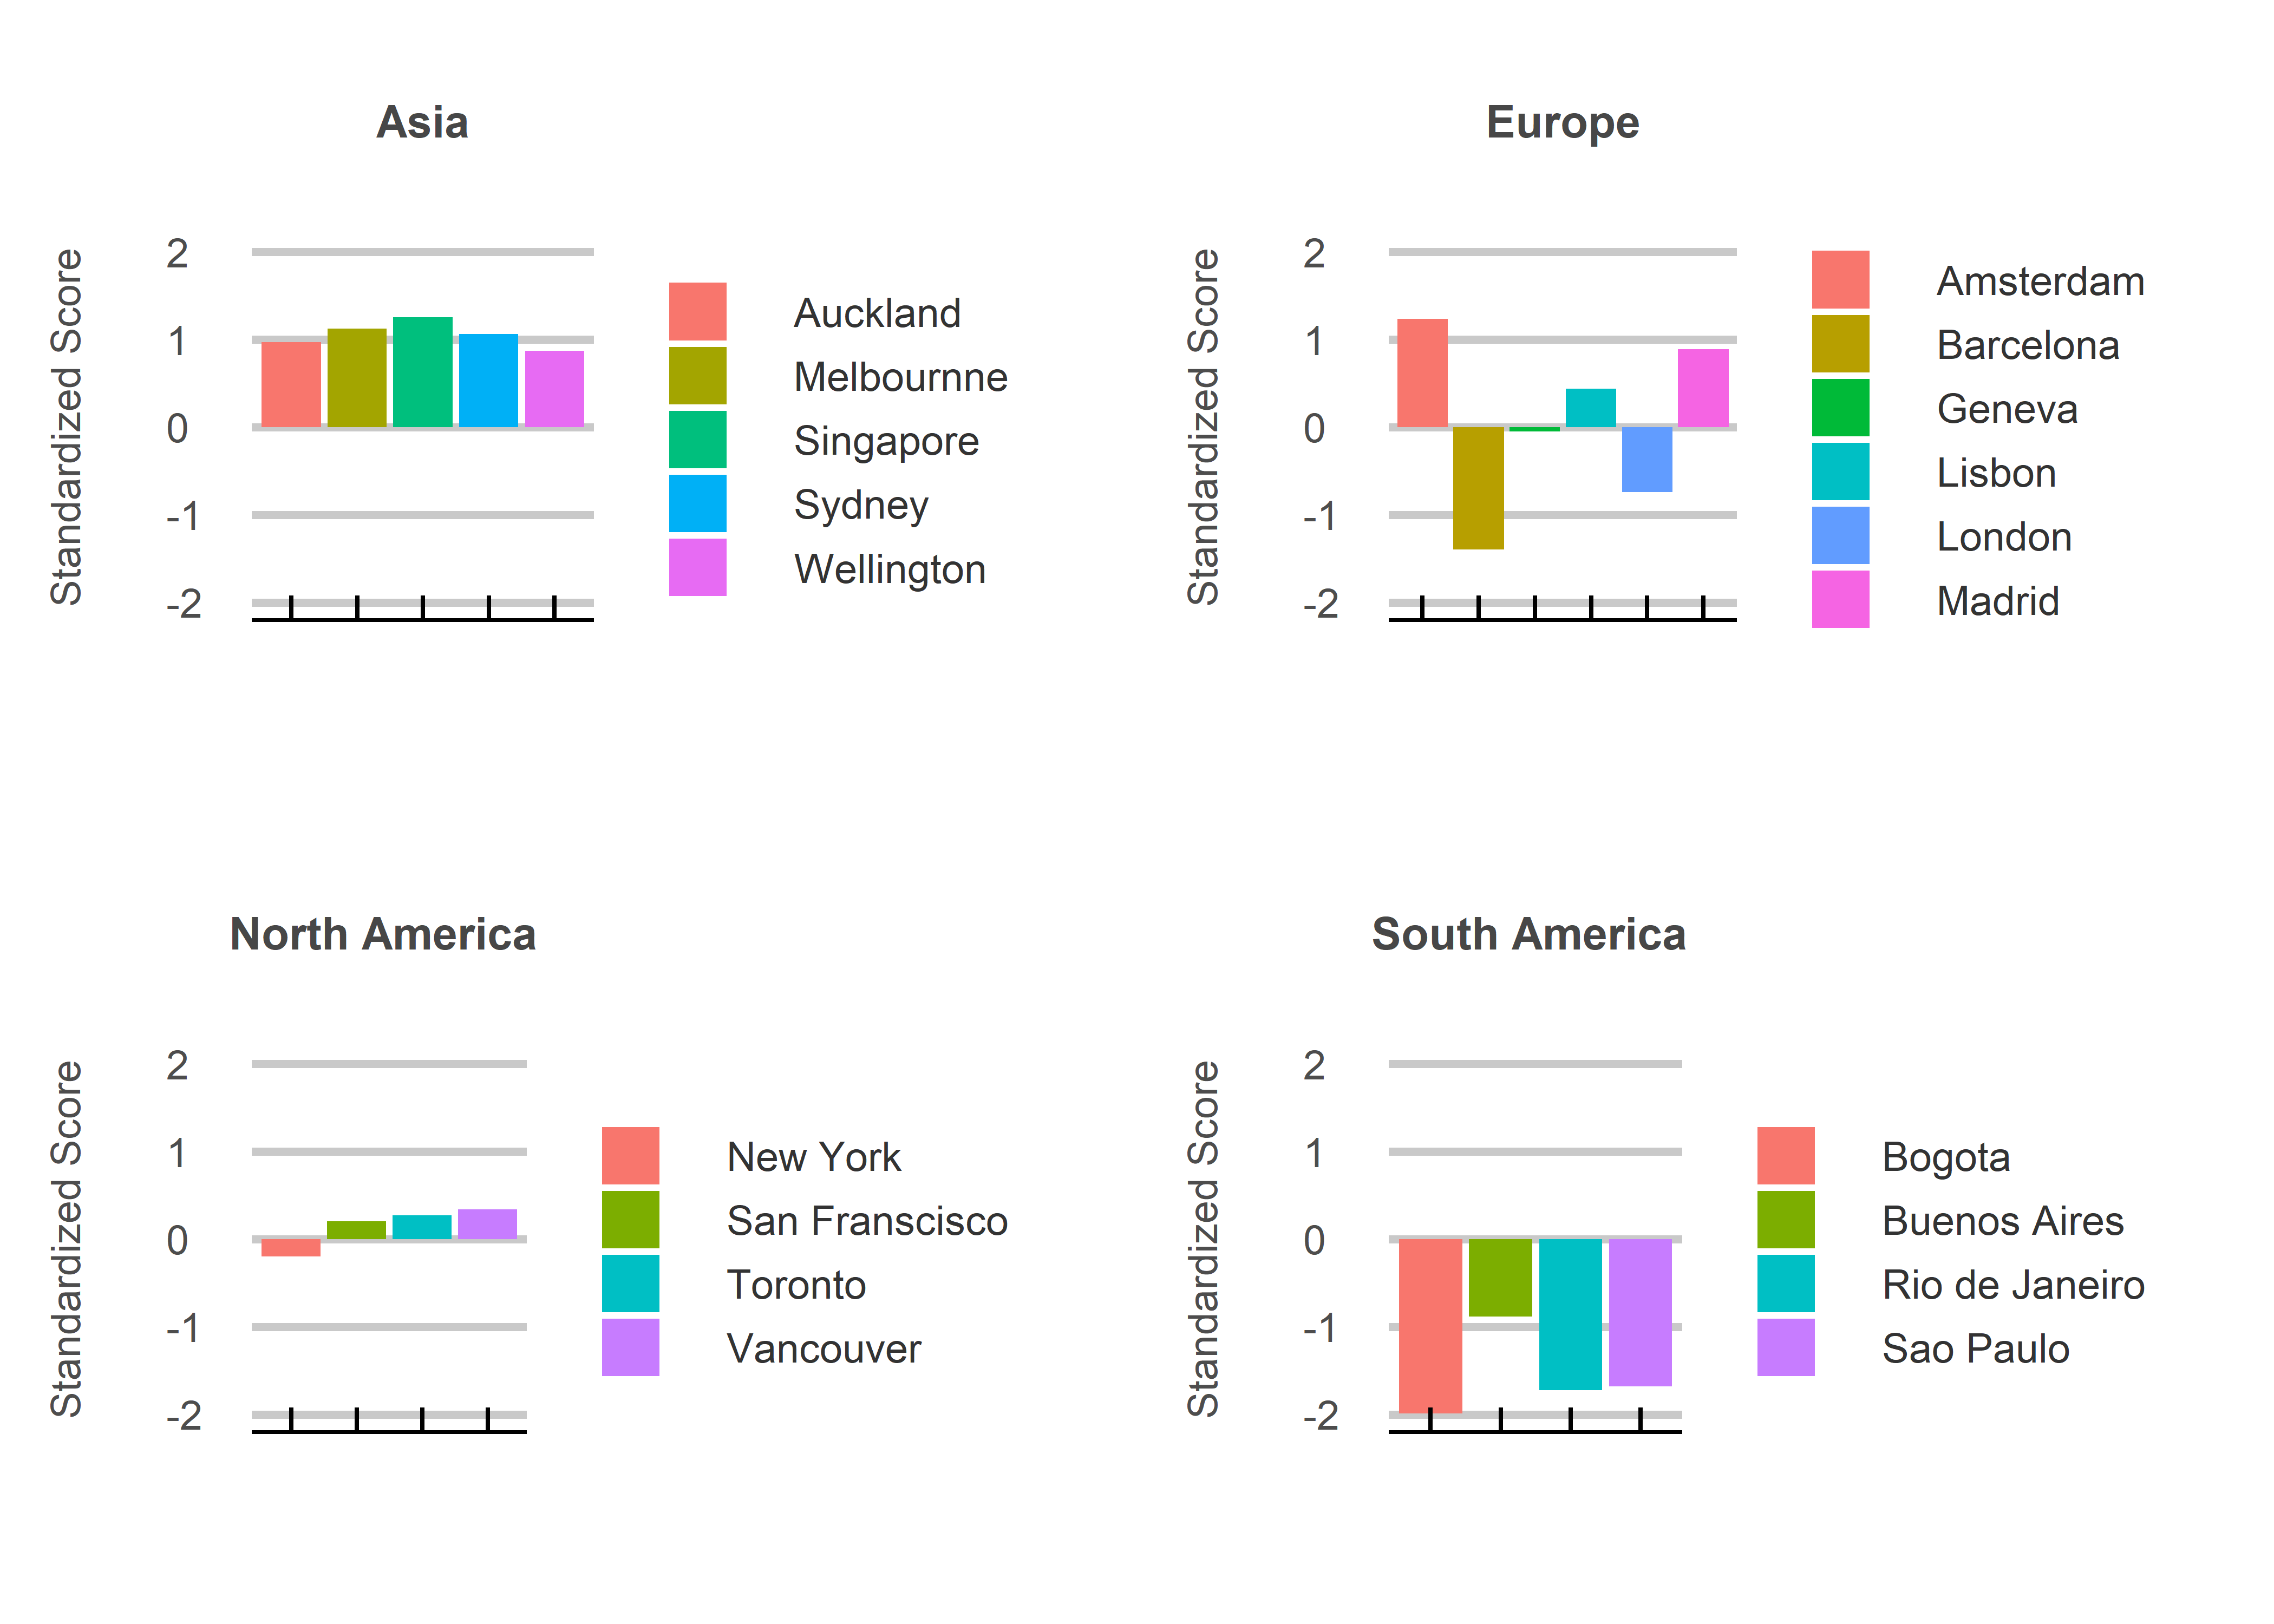 Asia
Standardized Score
2
1
0
-1
-2
Auckland
Melbournne
Singapore
Sydney
Wellington
Europe
Standardized Score
2
1
0
-1
-2
Amsterdam
Barcelona
Geneva
Lisbon
London
Madrid
North America
Standardized Score
2
1
0
-1
-2
New York
San Franscisco
Toronto
Vancouver
South America
Standardized Score
2
1
0
-1
-2
Bogota
Buenos Aires
Rio de Janeiro
Sao Paulo